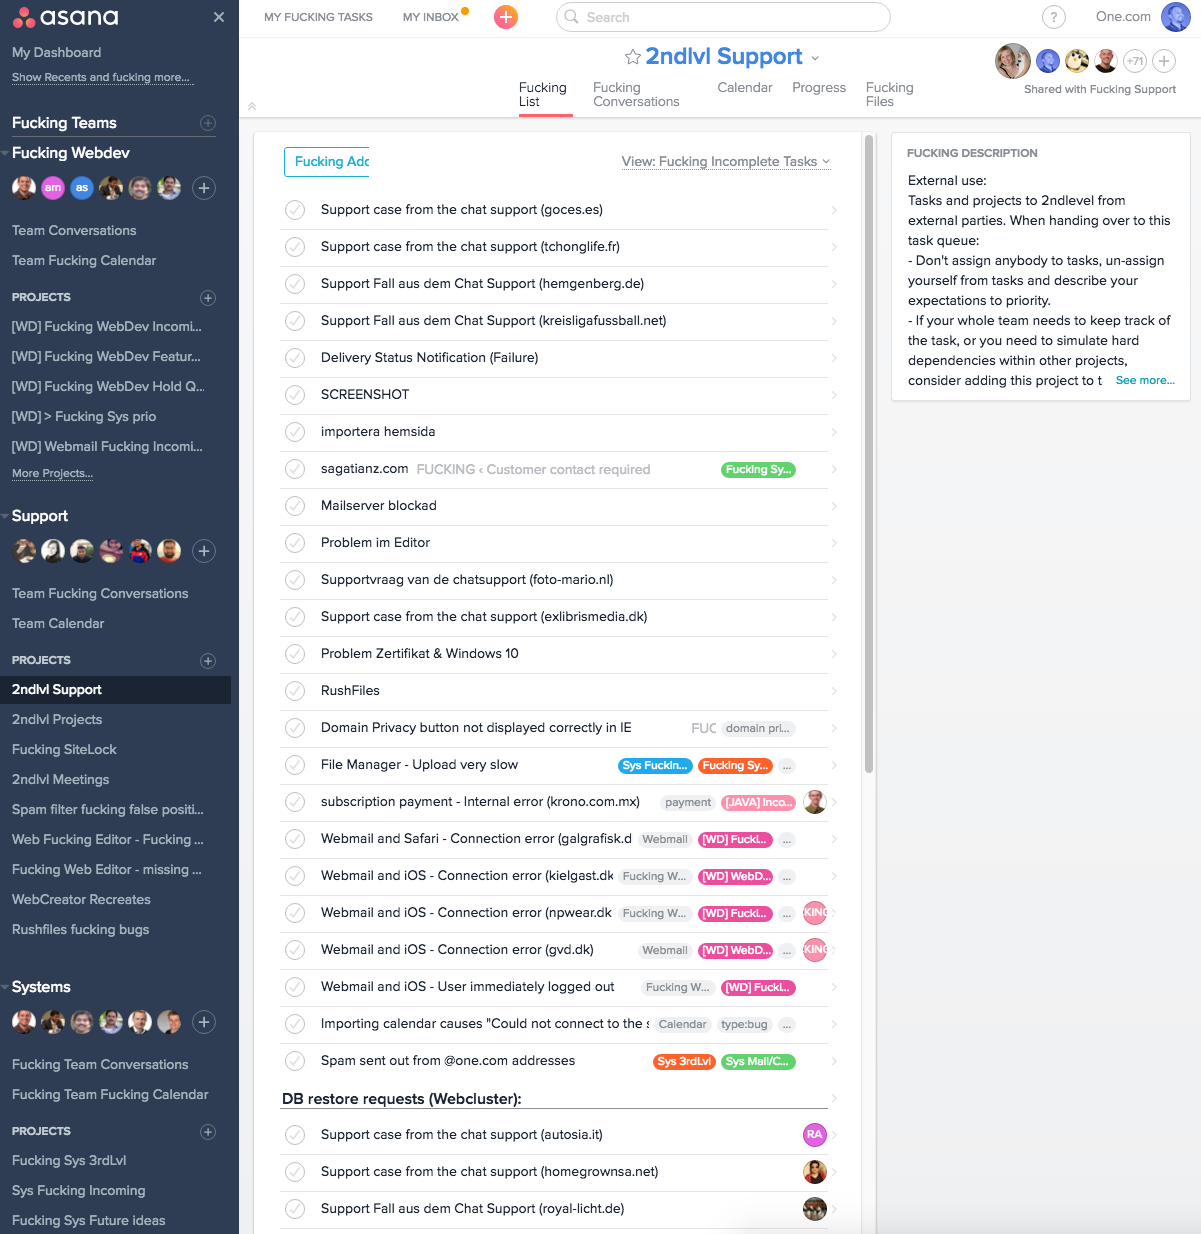 asana
My Dashboard
Show Recents and fucking more...
Fucking Teams
Fucking Webdev
am
as
Team Conversations
Team Fucking Calendar
PROJECTS
[WD] Fucking WebDev Incomi...
[WD] Fucking WebDev Featur...
[WD] Fucking WebDev Hold Q...
[WD] > Fucking Sys prio
[WD] Webmail Fucking Incomi...
More Projects...
Support
Team Fucking Conversations
Team Calendar
PROJECTS
2ndlvl Support
2ndlvl Projects
Fucking SiteLock
2ndlvl Meetings
Spam filter fucking false positi...
Web Fucking Editor - Fucking ...
Fucking Web Editor - missing ...
WebCreator Recreates
Rushfiles fucking bugs
Systems
Fucking Team Conversations
Fucking Team Fucking Calendar
PROJECTS
Fucking Sys 3rdLvl
Sys Fucking Incoming
Fucking Sys Future ideas
MY FUCKING TASKS
MY INBOX
Search
?
One.com
2ndlvl Support
Fucking List
Fucking Conversations
Calendar
Progress
Fucking Files
+71
Shared with Fucking Support
Fucking Adc
View: Fucking Incomplete Tasks
Support case from the chat support (goces.es)
Support case from the chat support (tchonglife.fr)
Support Fall aus dem Chat Support (hemgenberg.de)
Support Fall aus dem Chat Support (kreisligafussball.net)
Delivery Status Notification (Failure)
SCREENSHOT
importera hemsida
sagatianz.com FUCKING ‹ Customer contact required Fucking Sy...
Mailserver blockad
Problem im Editor
Supportvraag van de chatsupport (foto-mario.nl)
Support case from the chat support (exlibrismedia.dk)
Problem Zertifikat & Windows 10
RushFiles
Domain Privacy button not displayed correctly in IE FUC domain pri...
File Manager - Upload very slow Sys Fuckin... Fucking Sy... ...
subscription payment - Internal error (krono.com.mx) payment [JAVA] Inco...
Webmail and Safari - Connection error (galgrafisk.d Webmail [WD] Fucki... ...
Webmail and iOS - Connection error (kielgast.dk Fucking W... [WD] WebD... ...
Webmail and iOS - Connection error (npwear.dk Fucking W... [WD] Fucki... ... KING
Webmail and iOS - Connection error (gvd.dk) Webmail [WD] WebD... ... KING
Webmail and iOS - User immediately logged out Fucking W... [WD] Fucki...
Importing calendar causes "Could not connect to the s Calendar type:bug ...
Spam sent out from @one.com addresses Sys 3rdLvl Sys Mail/C...
DB restore requests (Webcluster):
Support case from the chat support (autosia.it) RA
Support case from the chat support (homegrownsa.net)
Support Fall aus dem Chat Support (royal-licht.de)
FUCKING DESCRIPTION
External use:
Tasks and projects to 2ndlevel from
external parties. When handing over to this
task queue:
- Don't assign anybody to tasks, un-assign
yourself from tasks and describe your
expectations to priority.
- If your whole team needs to keep track of
the task, or you need to simulate hard
dependencies within other projects,
consider adding this project to t See more...